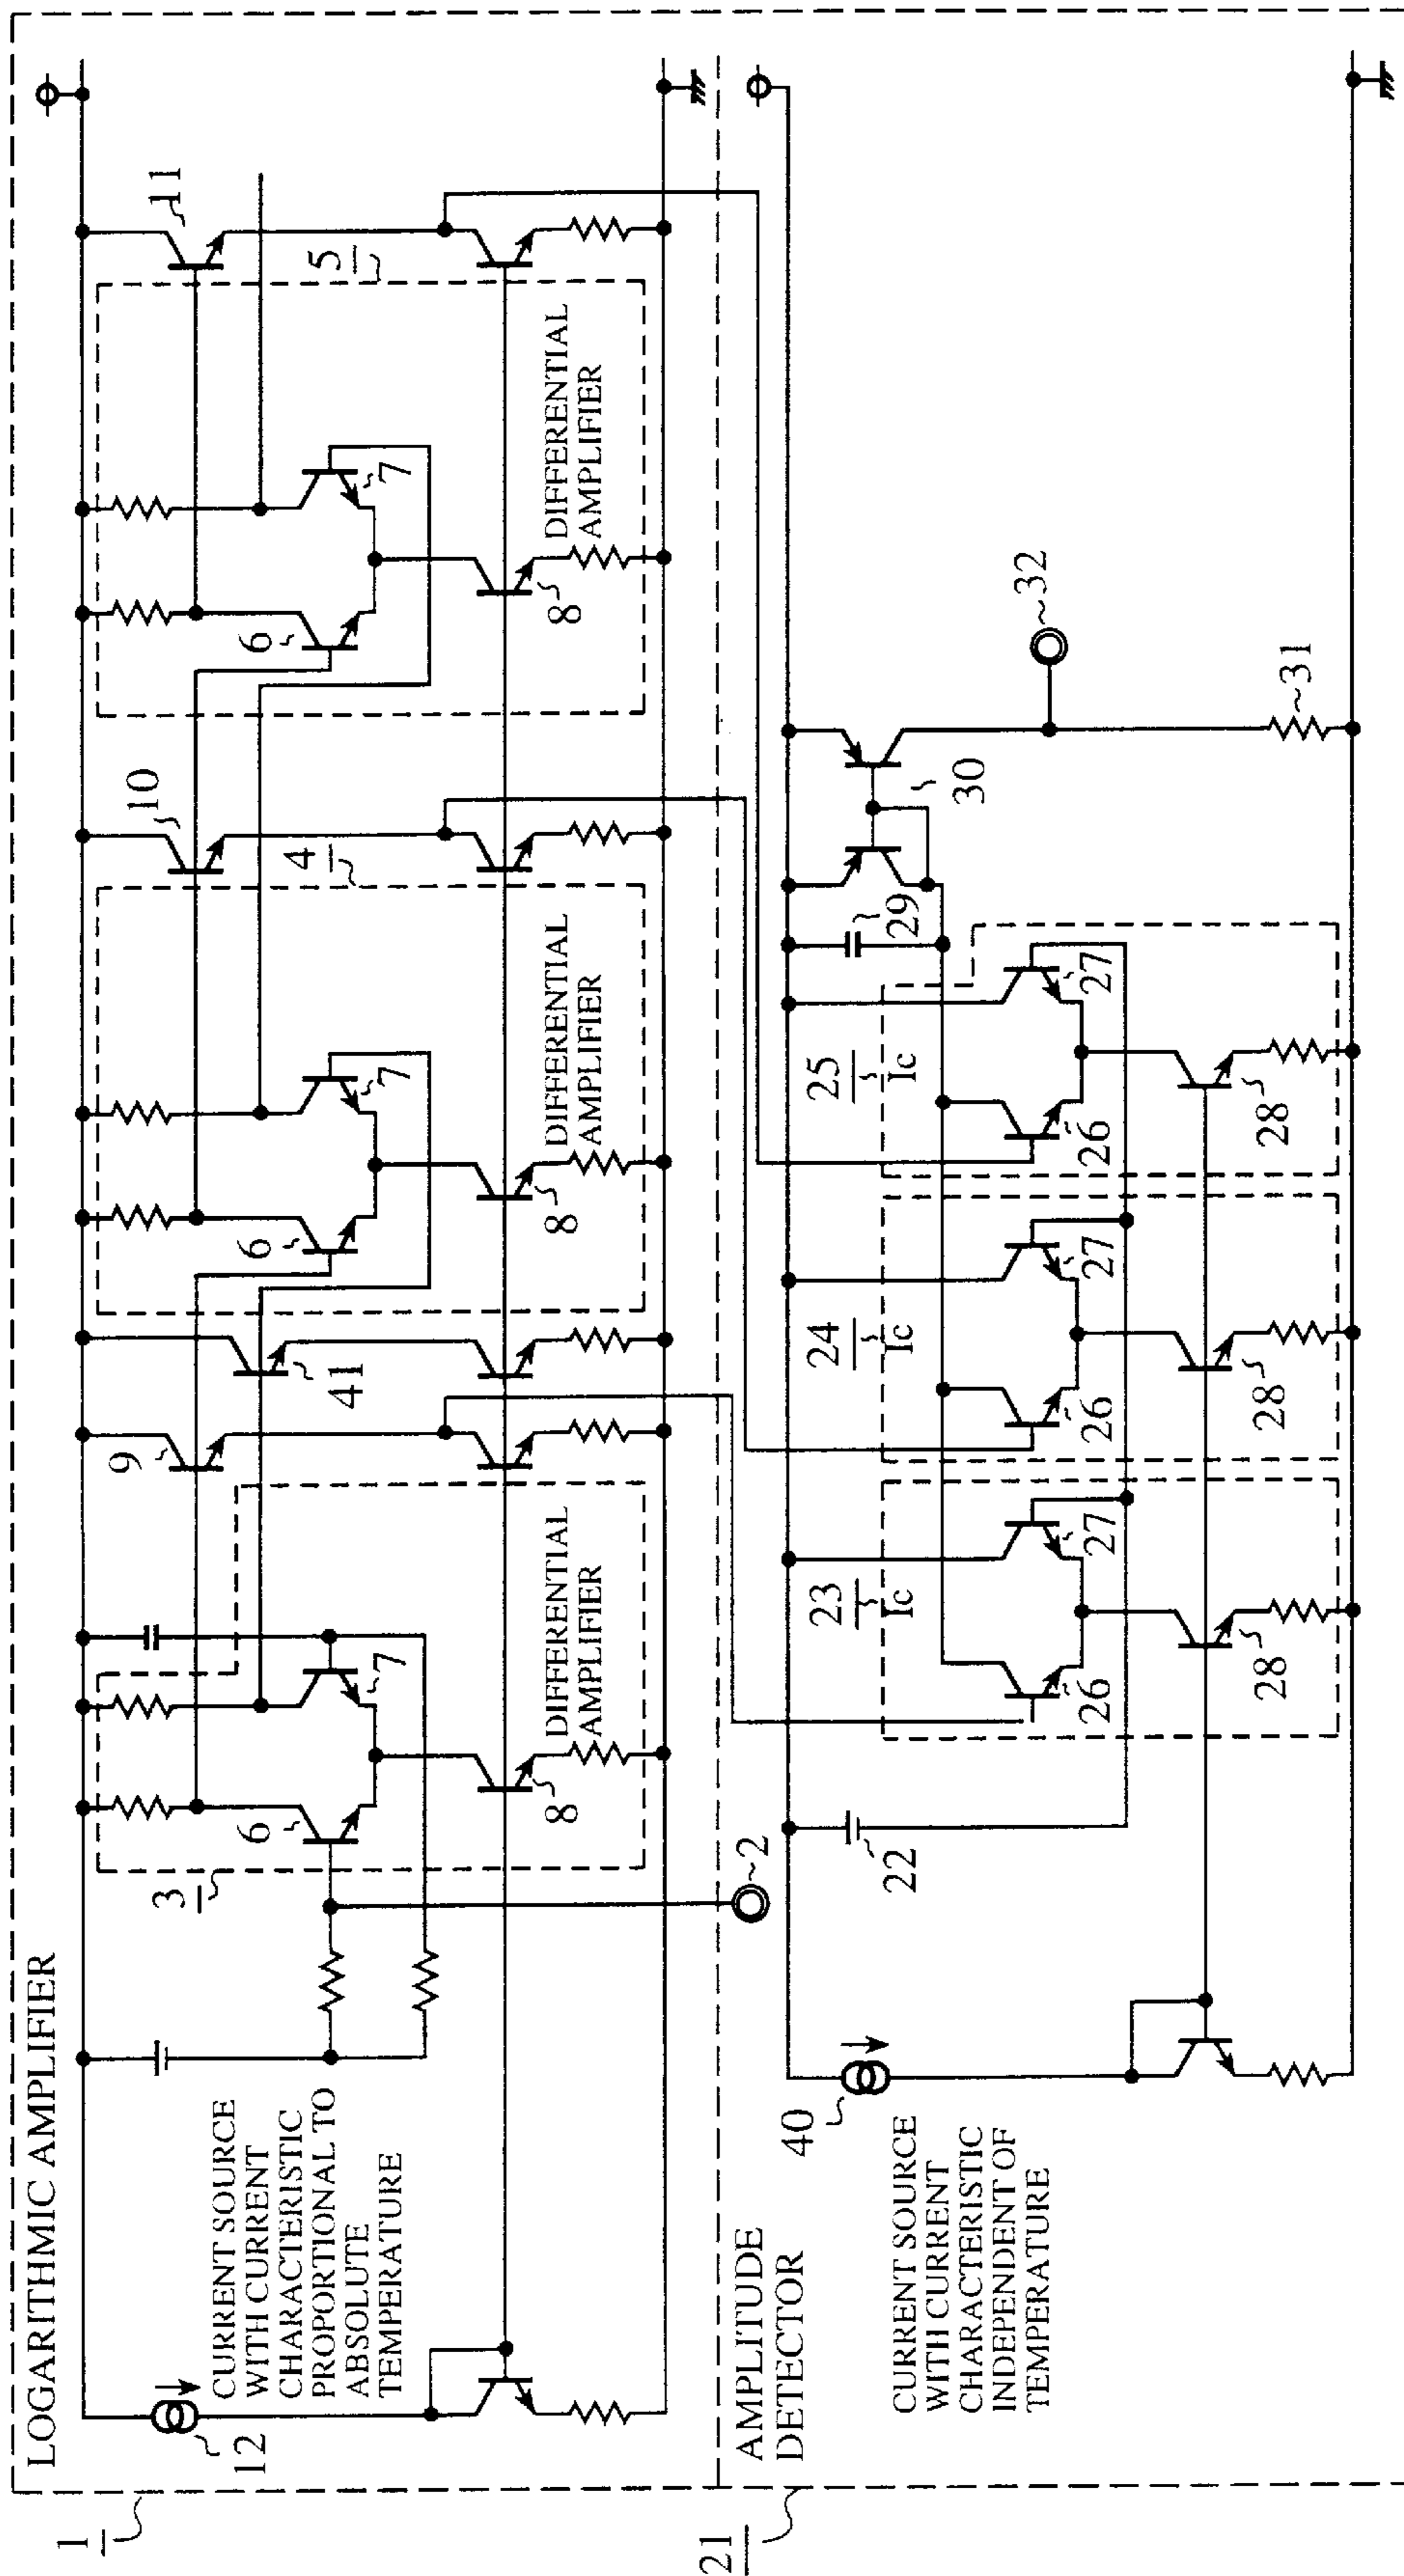 1
LOGARITHMIC AMPLIFIER
12
CURRENT SOURCE
WITH CURRENT
CHARACTERISTIC
PROPORTIONAL TO
ABSOLUTE
TEMPERATURE
2
3
6
7
8
DIFFERENTIAL
AMPLIFIER
9
41
4
6
7
8
DIFFERENTIAL
AMPLIFIER
10
5
6
7
8
DIFFERENTIAL
AMPLIFIER
11
21
AMPLITUDE
DETECTOR
40
CURRENT SOURCE
WITH CURRENT
CHARACTERISTIC
INDEPENDENT OF
TEMPERATURE
22
23
Ic
26
27
28
24
Ic
26
27
28
25
Ic
26
27
28
29
30
31
32